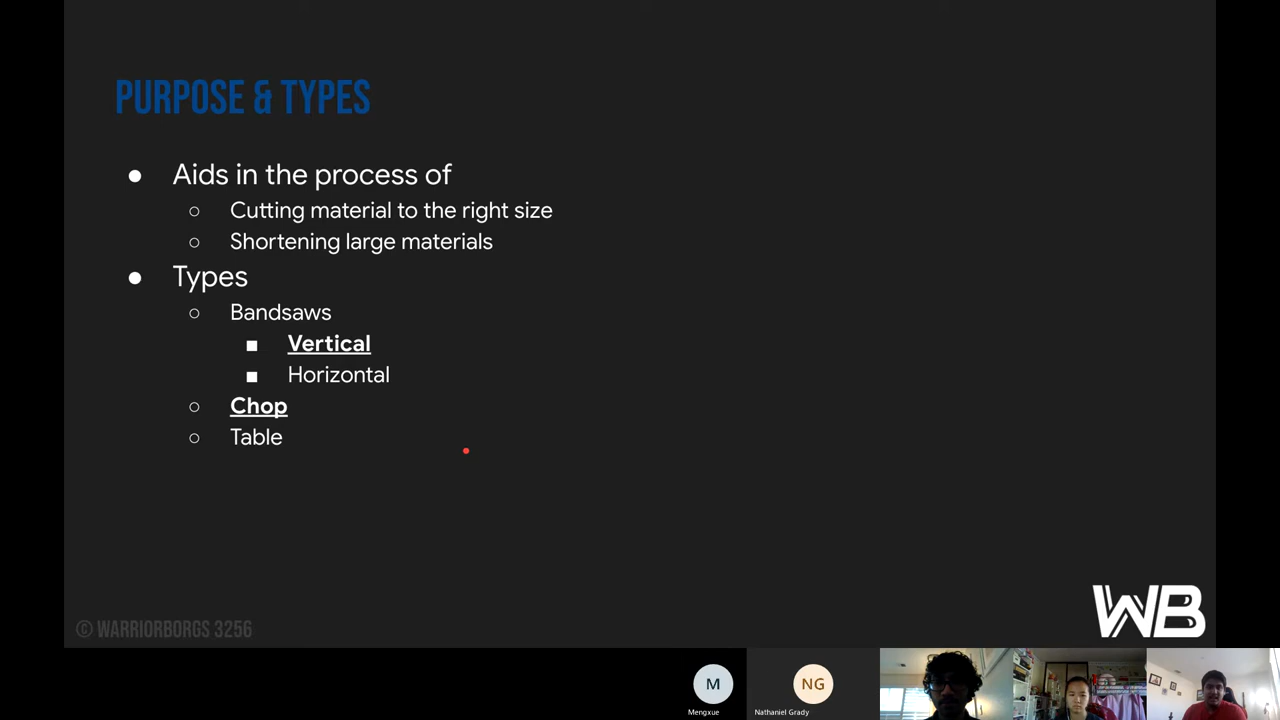 PURPOSE & TYPES
● Aids in the process of
○ Cutting material to the right size
○ Shortening large materials
● Types
○ Bandsaws
■ Vertical
■ Horizontal
○ Chop
○ Table
WB
© WARRIORBORGS 3256
M
NG
Mengxue
Nathaniel Grady